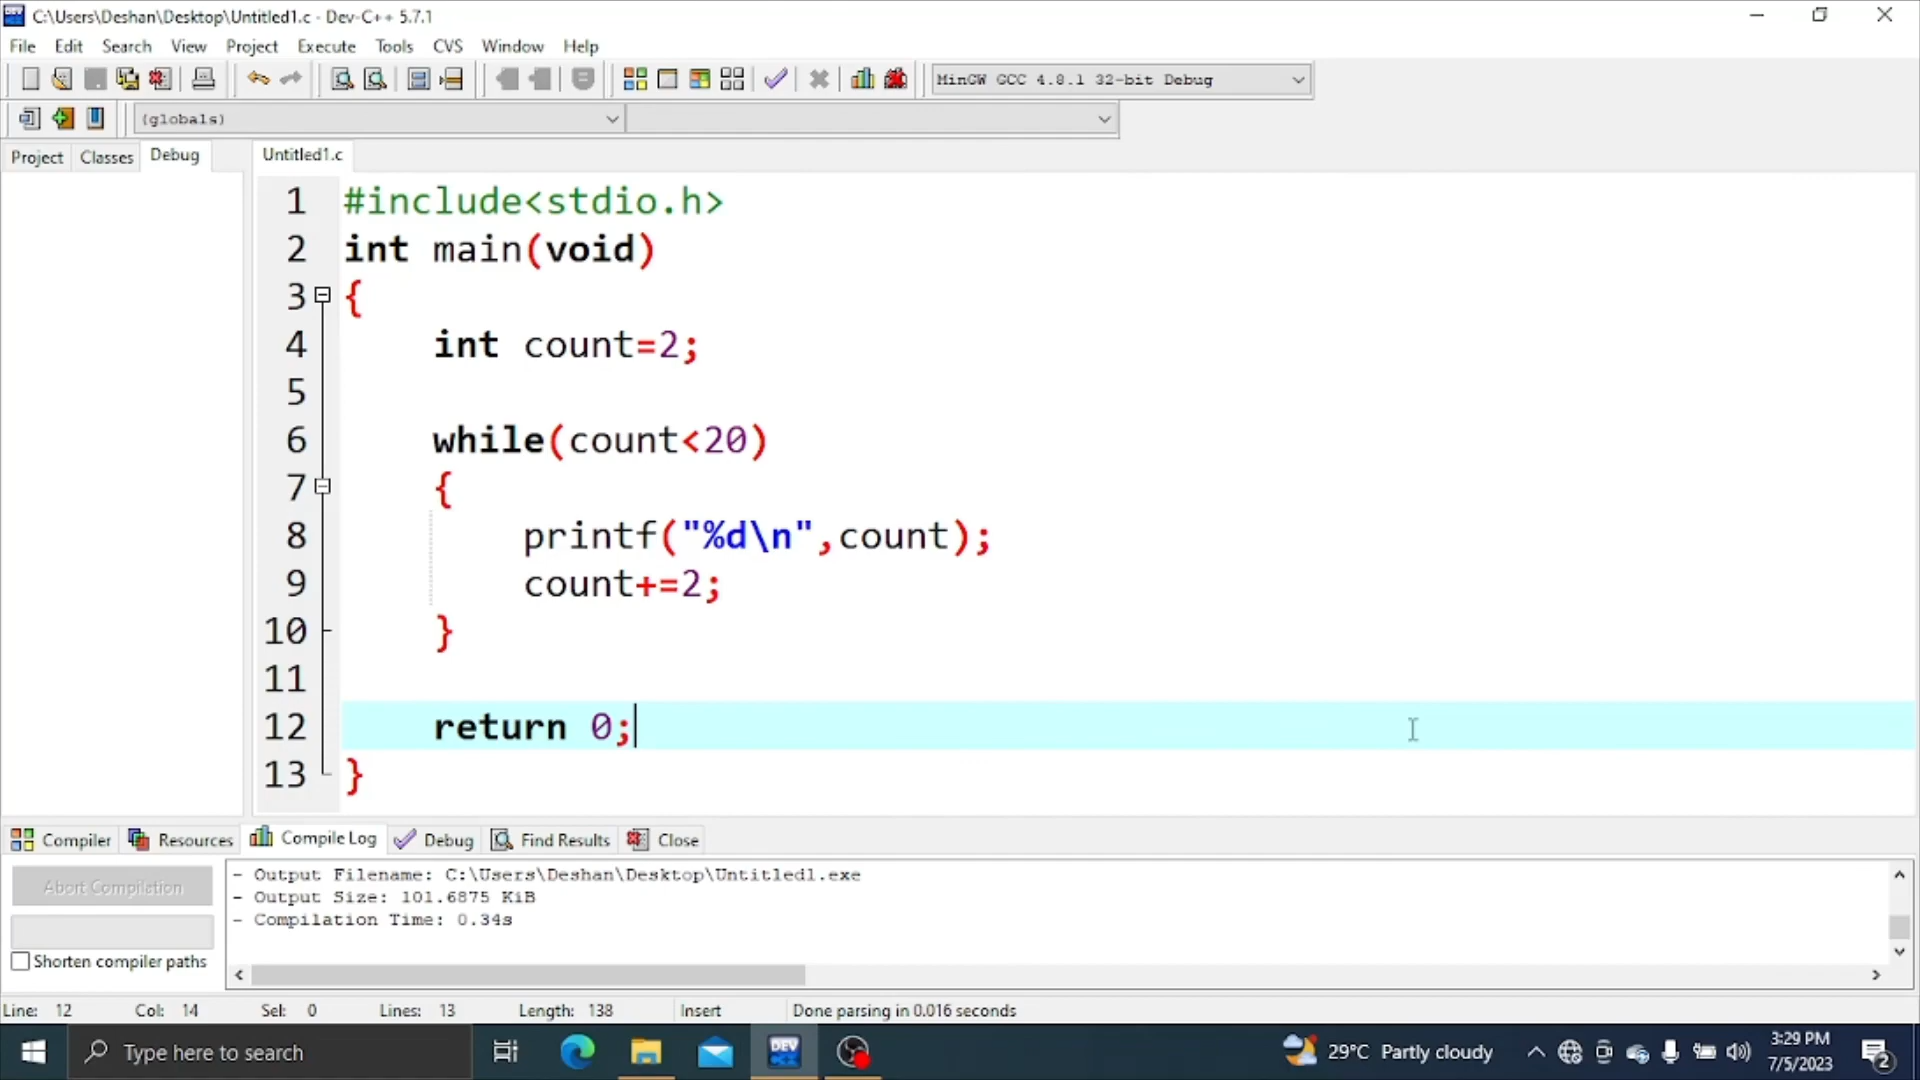 C:\Users\Deshan\Desktop\Untitled1.c - Dev-C++ 5.7.1
File Edit Search View Project Execute Tools CVS Window Help
MinGW GCC 4.8.1 32-bit Debug
(globals)
Project Classes Debug Untitled1.c
1 #include<stdio.h>
2 int main(void)
3 {
4 int count=2;
5
6 while(count<20)
7 {
8 printf("%d\n",count);
9 count+=2;
10 }
11
12 return 0;
13 }
Compiler Resources Compile Log Debug Find Results Close
Abort Compilation
Shorten compiler paths
- Output Filename: C:\Users\Deshan\Desktop\Untitled1.exe
- Output Size: 101.6875 KiB
- Compilation Time: 0.34s
Line: 12 Col: 14 Sel: 0 Lines: 13 Length: 138 Insert Done parsing in 0.016 seconds
Type here to search
DEV C++
29°C Partly cloudy
3:29 PM
7/5/2023
2